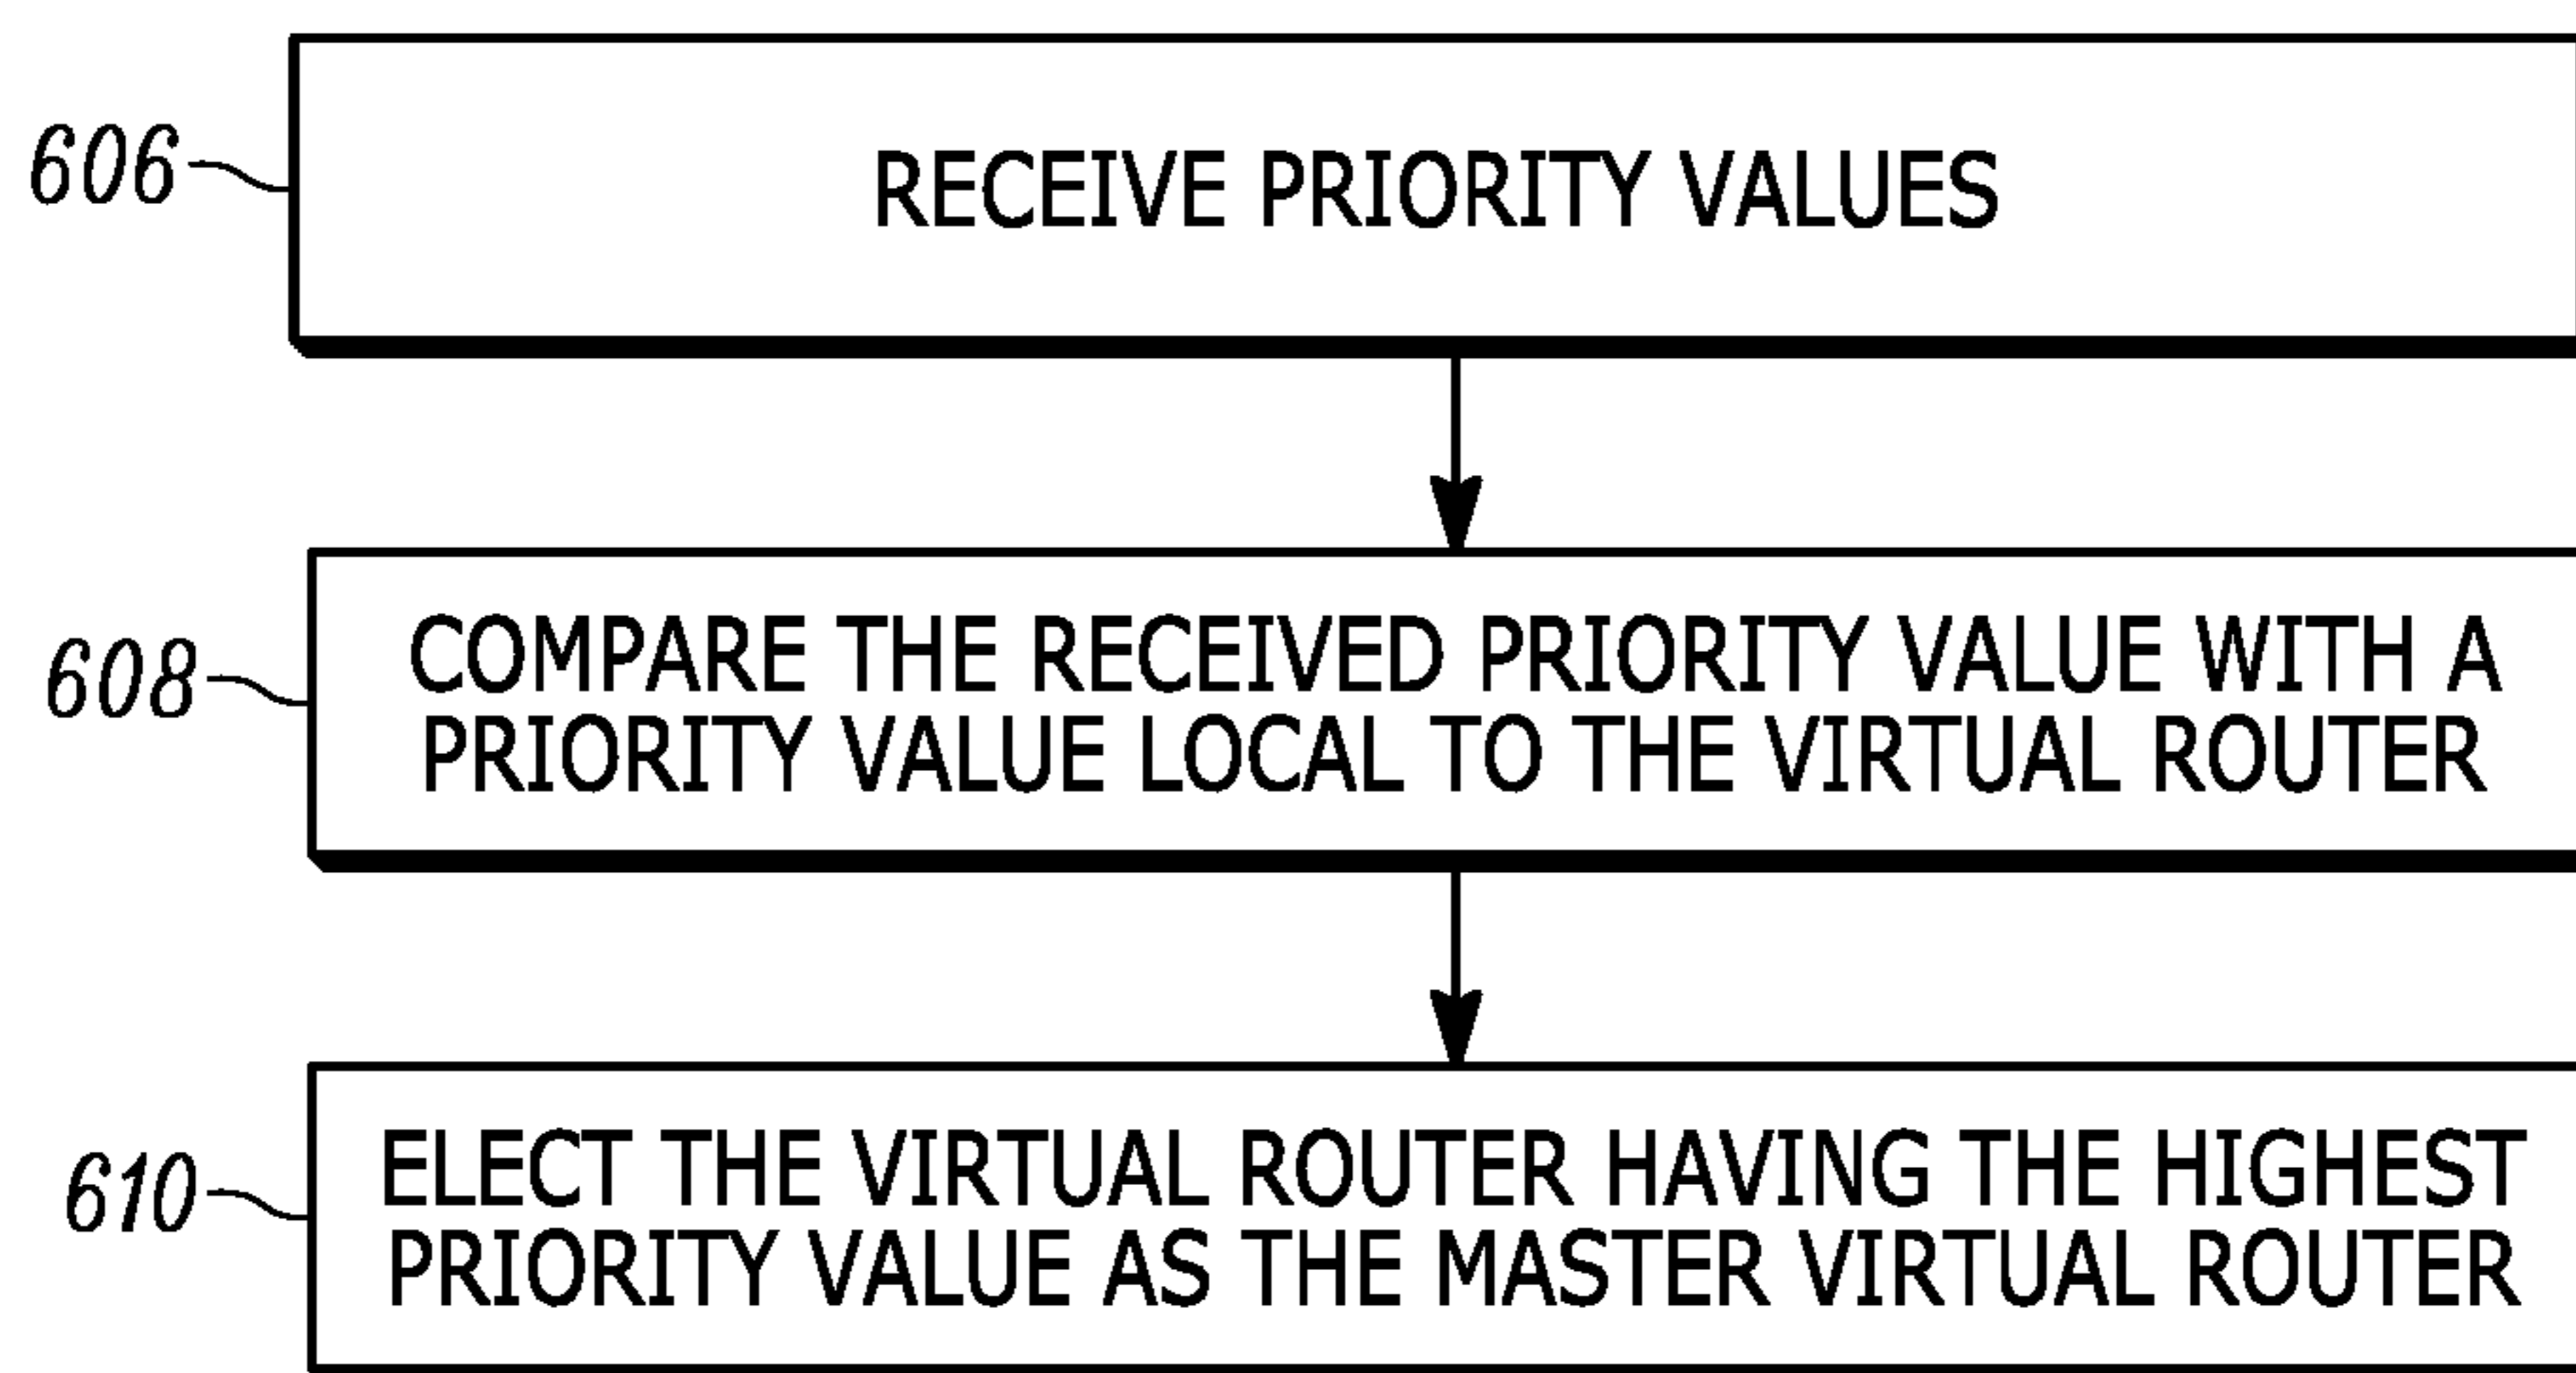 606
RECEIVE PRIORITY VALUES
608
COMPARE THE RECEIVED PRIORITY VALUE WITH A
PRIORITY VALUE LOCAL TO THE VIRTUAL ROUTER
610
ELECT THE VIRTUAL ROUTER HAVING THE HIGHEST
PRIORITY VALUE AS THE MASTER VIRTUAL ROUTER